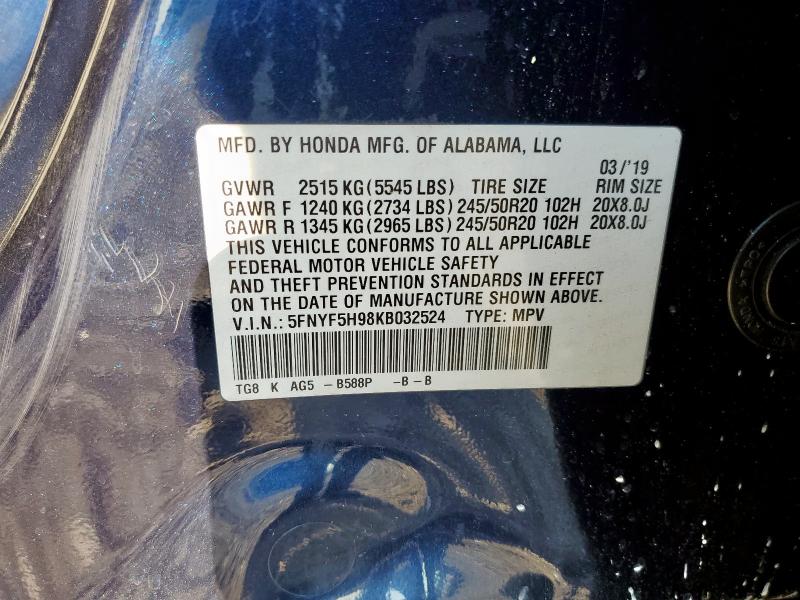 MFD. BY HONDA MFG. OF ALABAMA, LLC
03/'19
GVWR 2515 KG (5545 LBS) TIRE SIZE RIM SIZE
GAWR F 1240 KG (2734 LBS) 245/50R20 102H 20X8.0J
GAWR R 1345 KG (2965 LBS) 245/50R20 102H 20X8.0J
THIS VEHICLE CONFORMS TO ALL APPLICABLE
FEDERAL MOTOR VEHICLE SAFETY
AND THEFT PREVENTION STANDARDS IN EFFECT
ON THE DATE OF MANUFACTURE SHOWN ABOVE.
V.I.N.: 5FNYF5H98KB032524 TYPE: MPV
TG8 K AG5 -B588P -B-B